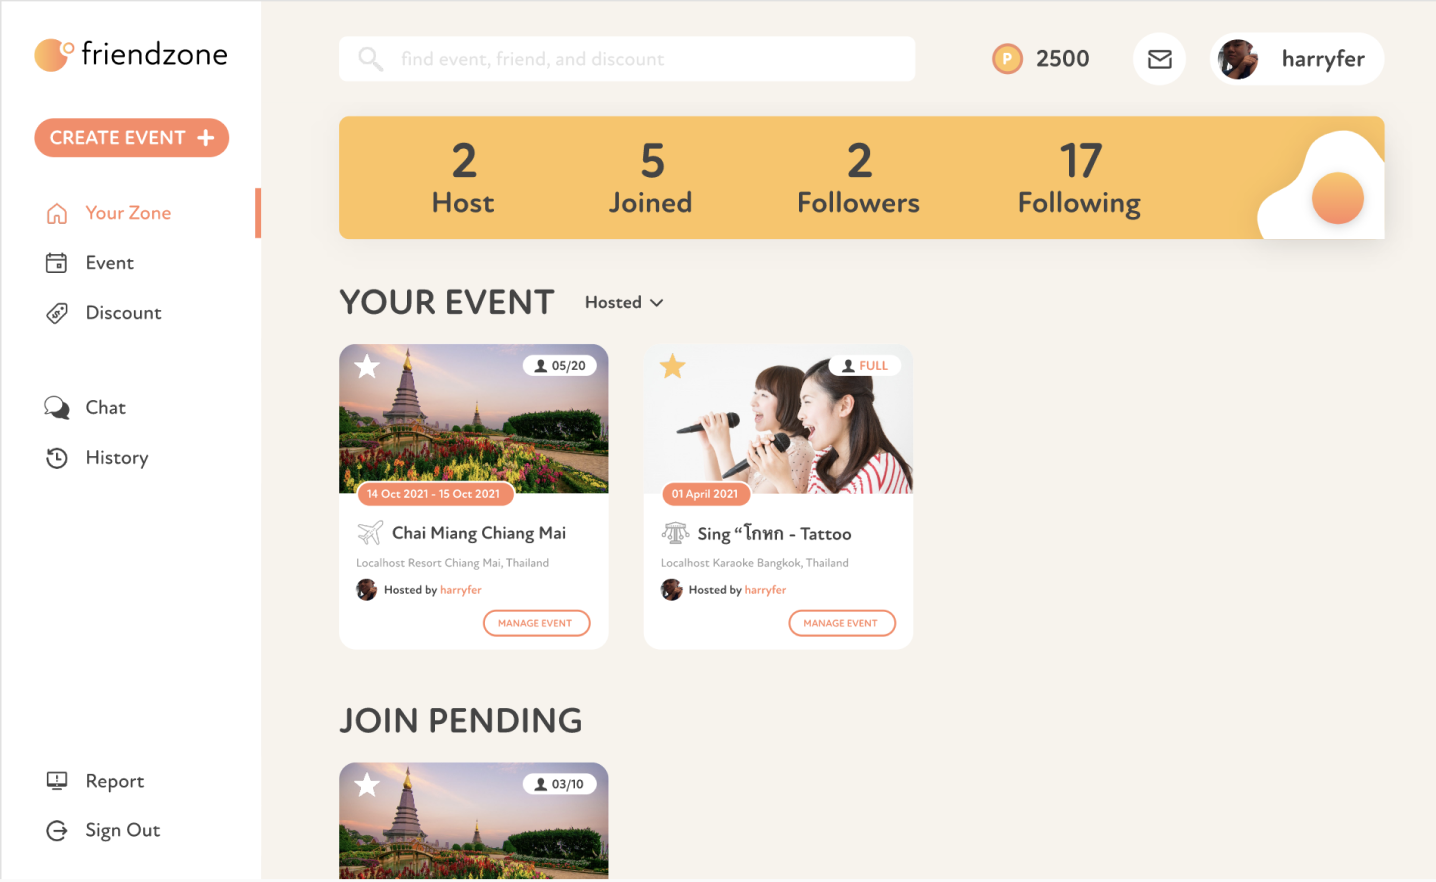 friendzone
find event, friend, and discount
P 2500
harryfer
CREATE EVENT +
2
Host
5
Joined
2
Followers
17
Following
Your Zone
Event
Discount
Chat
History
Report
Sign Out
YOUR EVENT
Hosted
05/20
14 Oct 2021 - 15 Oct 2021
Chai Miang Chiang Mai
Localhost Resort Chiang Mai, Thailand
Hosted by harryfer
MANAGE EVENT
FULL
01 April 2021
Sing “โกหก - Tattoo
Localhost Karaoke Bangkok, Thailand
Hosted by harryfer
MANAGE EVENT
JOIN PENDING
03/10